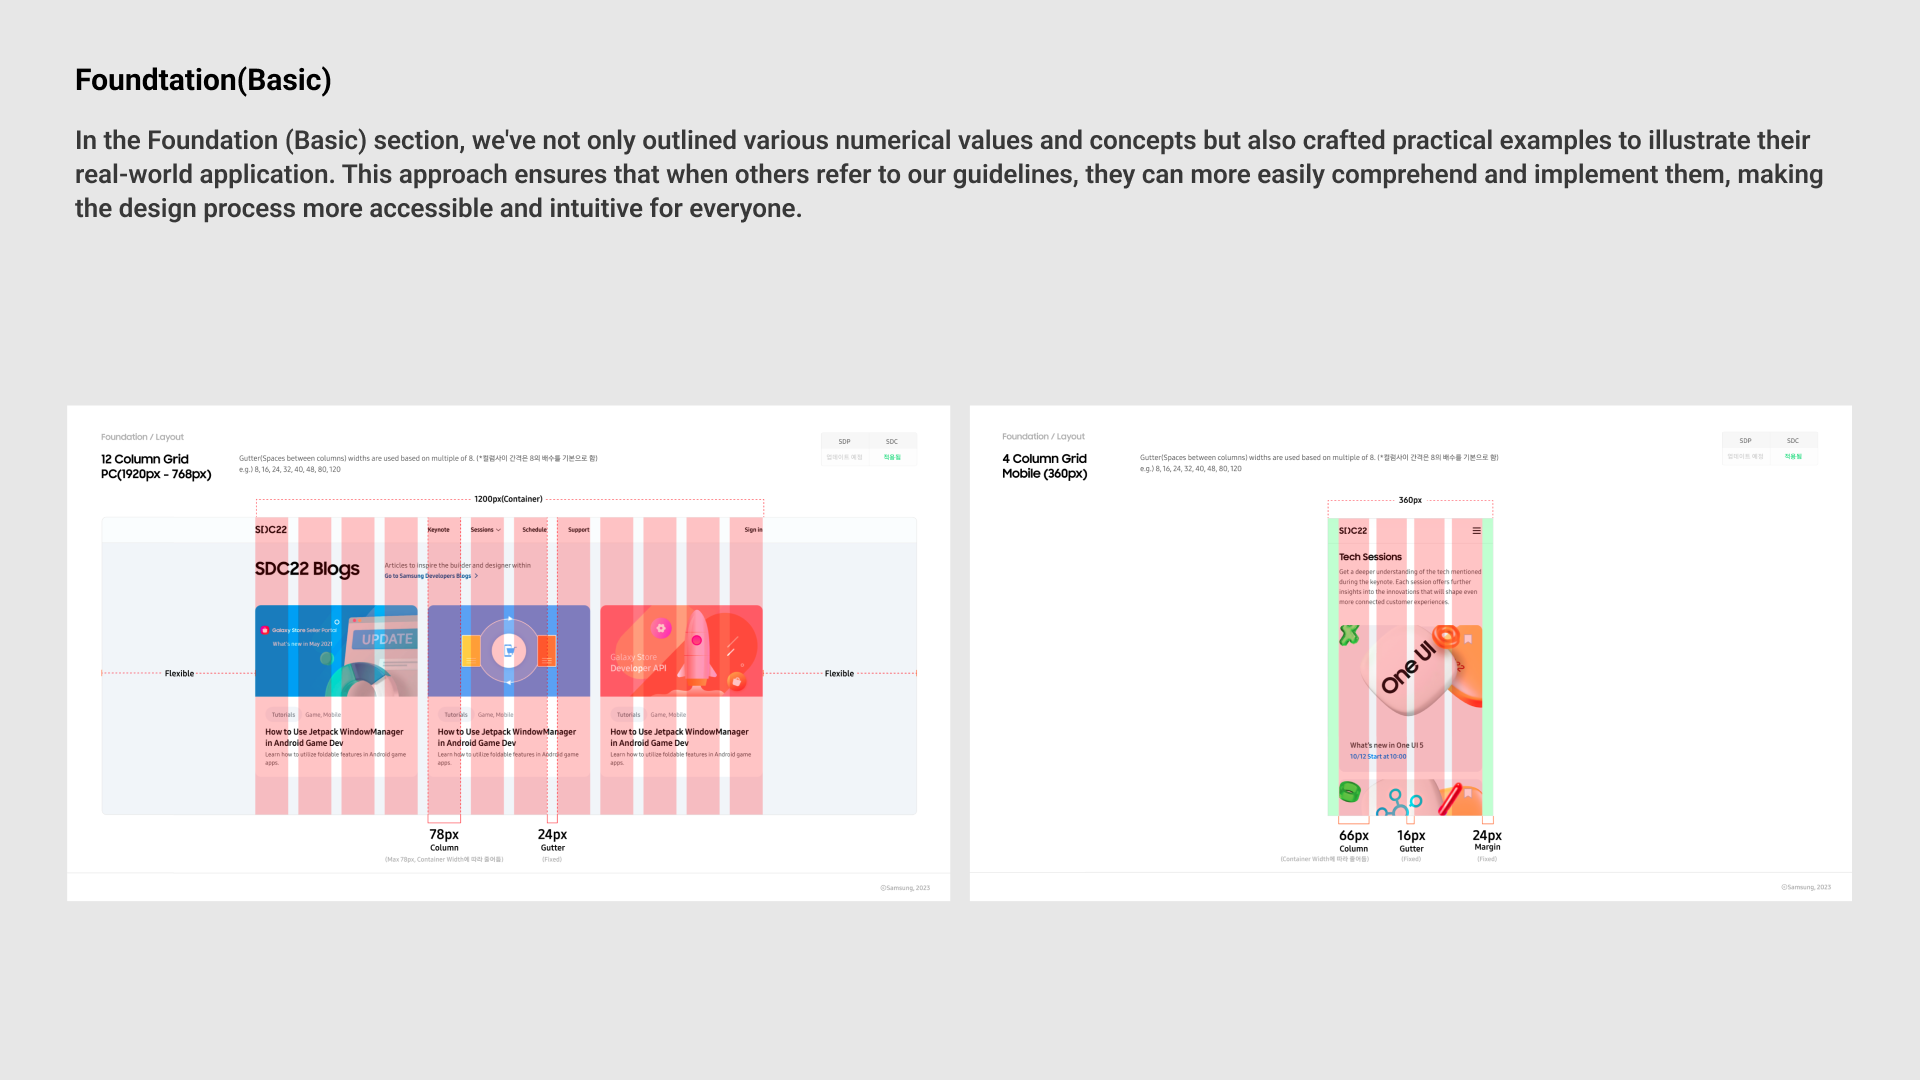 Foundtation(Basic)
In the Foundation (Basic) section, we've not only outlined various numerical values and concepts but also crafted practical examples to illustrate their
real-world application. This approach ensures that when others refer to our guidelines, they can more easily comprehend and implement them, making
the design process more accessible and intuitive for everyone.
Foundation / Layout
12 Column Grid
PC(1920px - 768px)
Gutter(Spaces between columns) widths are used based on multiple of 8. (*컬럼사이 간격은 8의 배수를 기본으로 함)
e.g.) 8, 16, 24, 32, 40, 48, 80, 120
SDP SDC
업데이트 예정 적용됨
1200px(Container)
SDC22 Keynote Sessions Schedule Support Sign in
SDC22 Blogs
Articles to inspire the builder and designer within
Go to Samsung Developers Blogs
Galaxy Store Seller Portal
What's new in May 2021
UPDATE
Galaxy Store
Developer API
Flexible
Flexible
Tutorials Game, Mobile
How to Use Jetpack WindowManager
in Android Game Dev
Learn how to utilize foldable features in Android game
apps.
Tutorials Game, Mobile
How to Use Jetpack WindowManager
in Android Game Dev
Learn how to utilize foldable features in Android game
apps.
Tutorials Game, Mobile
How to Use Jetpack WindowManager
in Android Game Dev
Learn how to utilize foldable features in Android game
apps.
78px
Column
(Max 78px, Container Width에 따라 줄어듦)
24px
Gutter
(Fixed)
©Samsung, 2023
Foundation / Layout
4 Column Grid
Mobile (360px)
Gutter(Spaces between columns) widths are used based on multiple of 8. (*컬럼사이 간격은 8의 배수를 기본으로 함)
e.g.) 8, 16, 24, 32, 40, 48, 80, 120
SDP SDC
업데이트 예정 적용됨
360px
SDC22
Tech Sessions
Get a deeper understanding of the tech mentioned
during the keynote. Each session offers further
insights into the innovations that will shape even
more connected customer experiences.
One UI
What's new in One UI 5
10/12 Start at 10:00
66px
Column
(Container Width에 따라 줄어듦)
16px
Gutter
(Fixed)
24px
Margin
(Fixed)
©Samsung, 2023